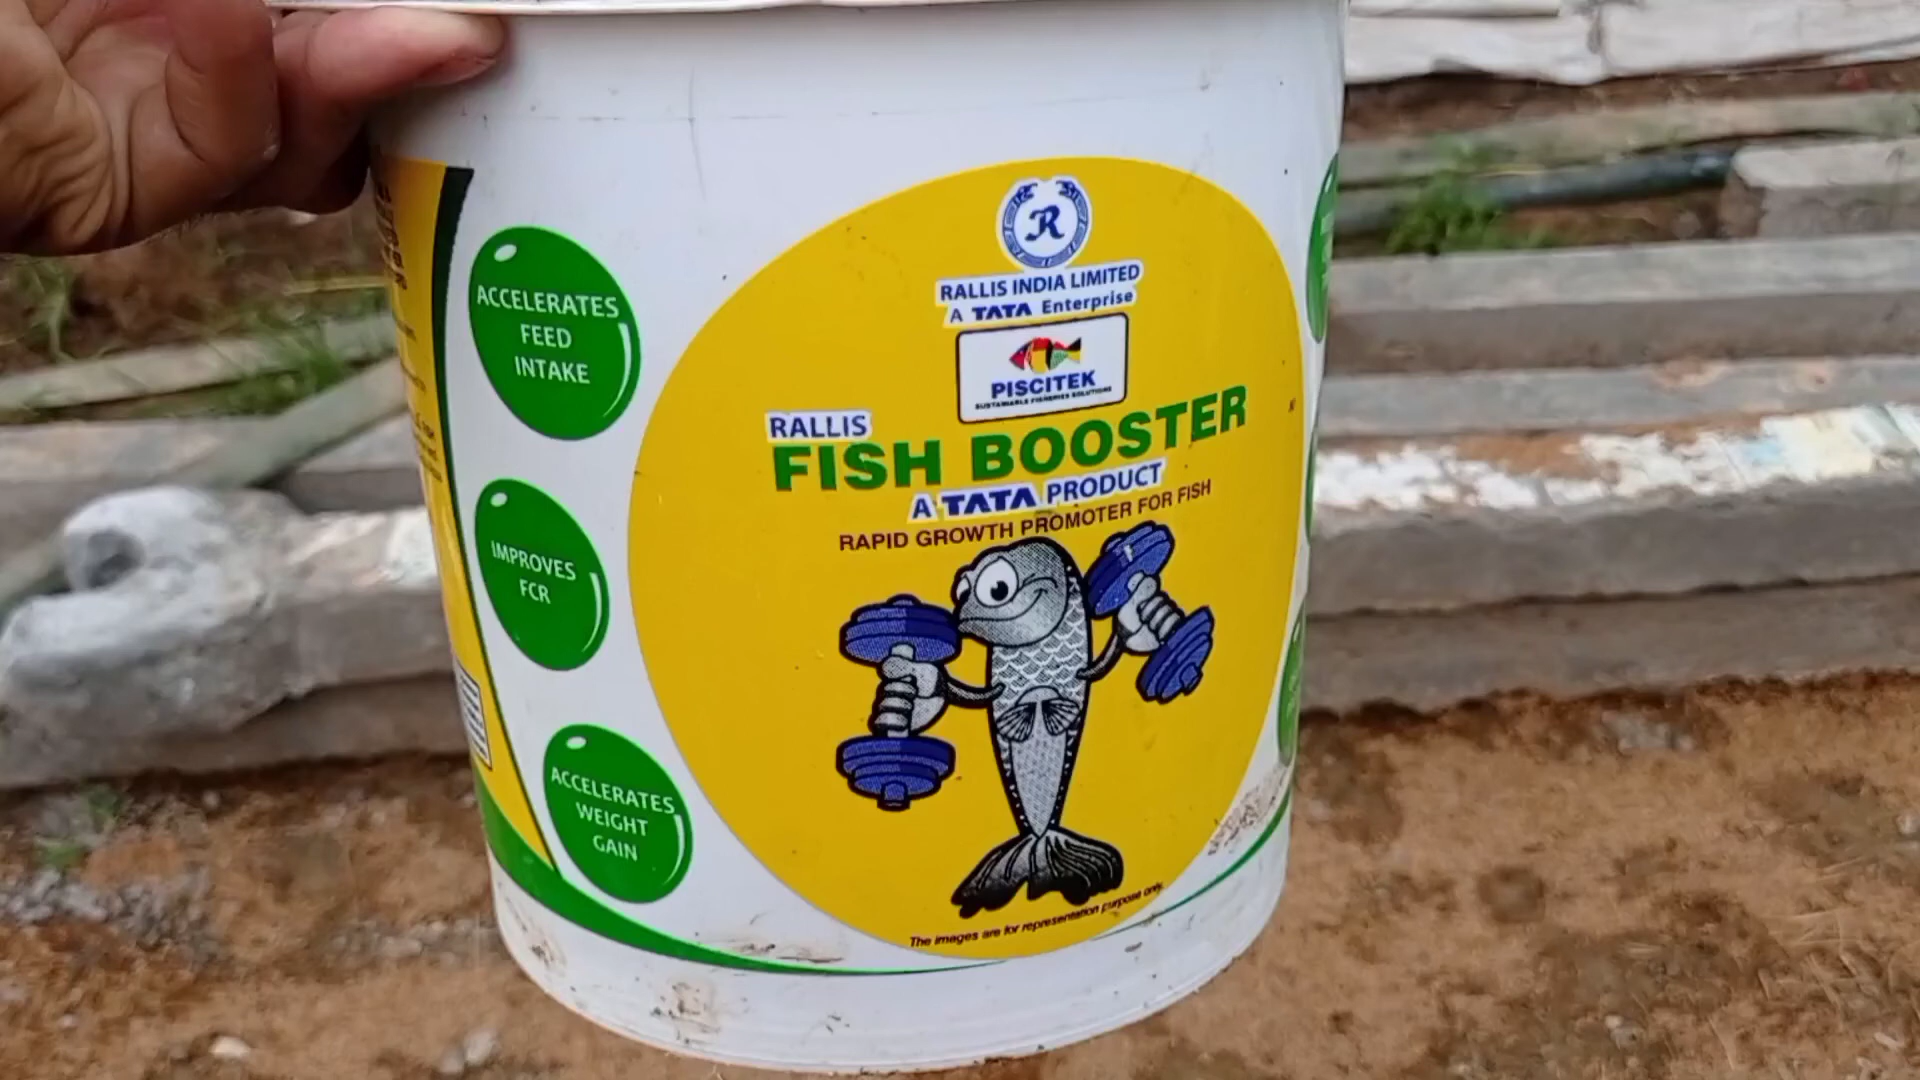 ACCELERATES
FEED
INTAKE
IMPROVES
FCR
ACCELERATES
WEIGHT
GAIN
R
RALLIS INDIA LIMITED
A TATA Enterprise
PISCITEK
SUSTAINABLE FISHERIES SOLUTIONS
RALLIS
FISH BOOSTER
A TATA PRODUCT
RAPID GROWTH PROMOTER FOR FISH
The images are for representation purpose only.